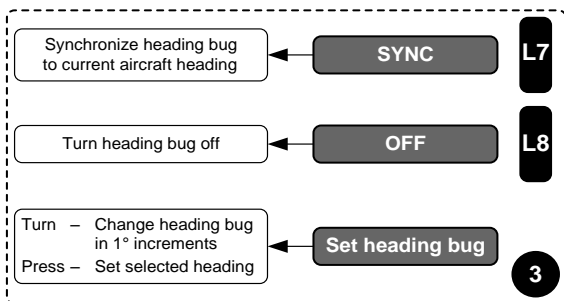 Synchronize heading bug
to current aircraft heading
SYNC
L7
Turn heading bug off
OFF
L8
Turn – Change heading bug
in 1° increments
Press – Set selected heading
Set heading bug
3